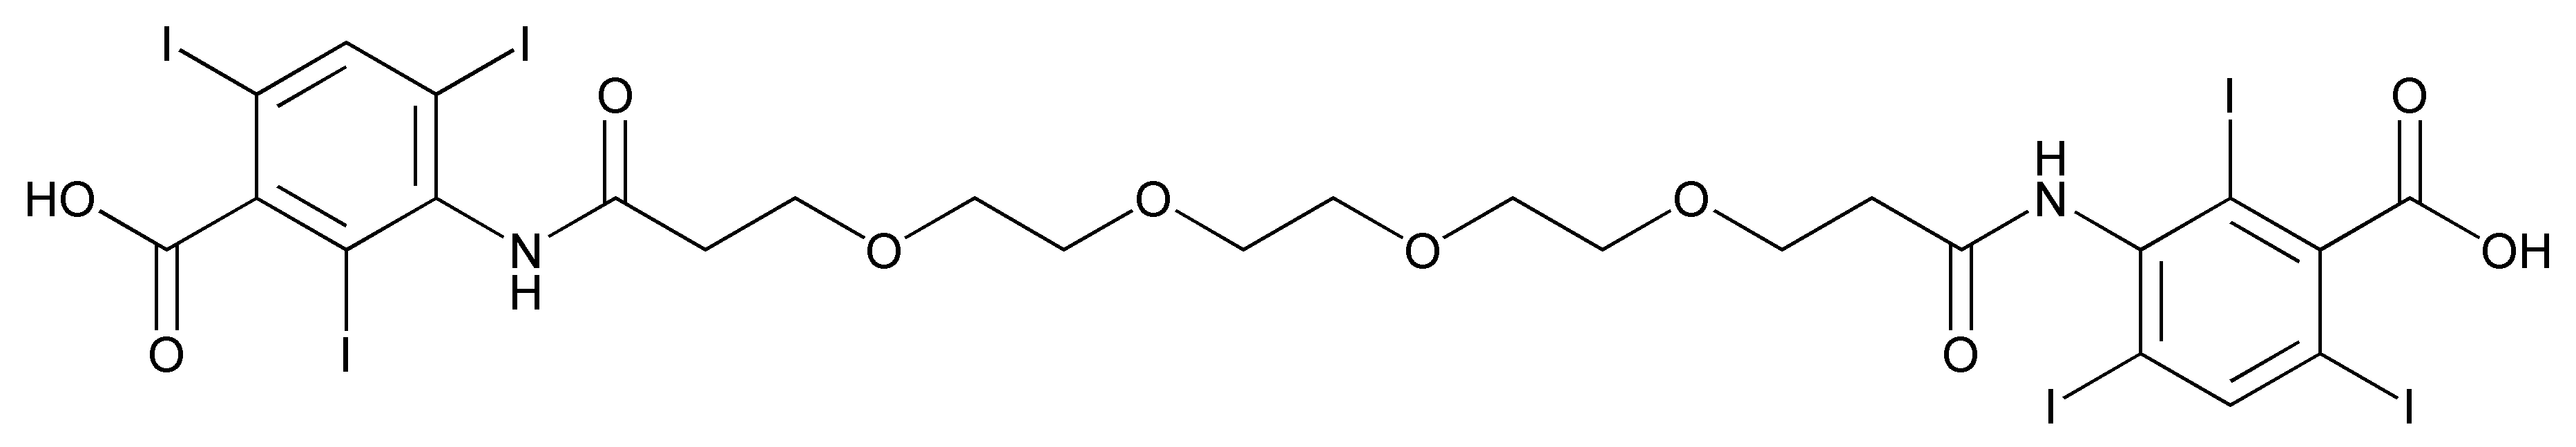 I I
O I O
HO O O H
N
N O O OH
H
O I O
I I